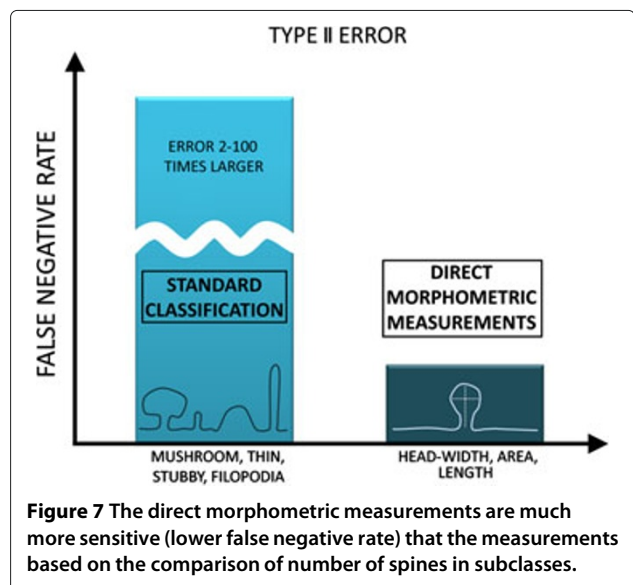 TYPE II ERROR
FALSE NEGATIVE RATE
ERROR 2-100
TIMES LARGER
STANDARD
CLASSIFICATION
DIRECT
MORPHOMETRIC
MEASUREMENTS
MUSHROOM, THIN,
STUBBY, FILOPODIA
HEAD-WIDTH, AREA,
LENGTH
Figure 7 The direct morphometric measurements are much
more sensitive (lower false negative rate) that the measurements
based on the comparison of number of spines in subclasses.